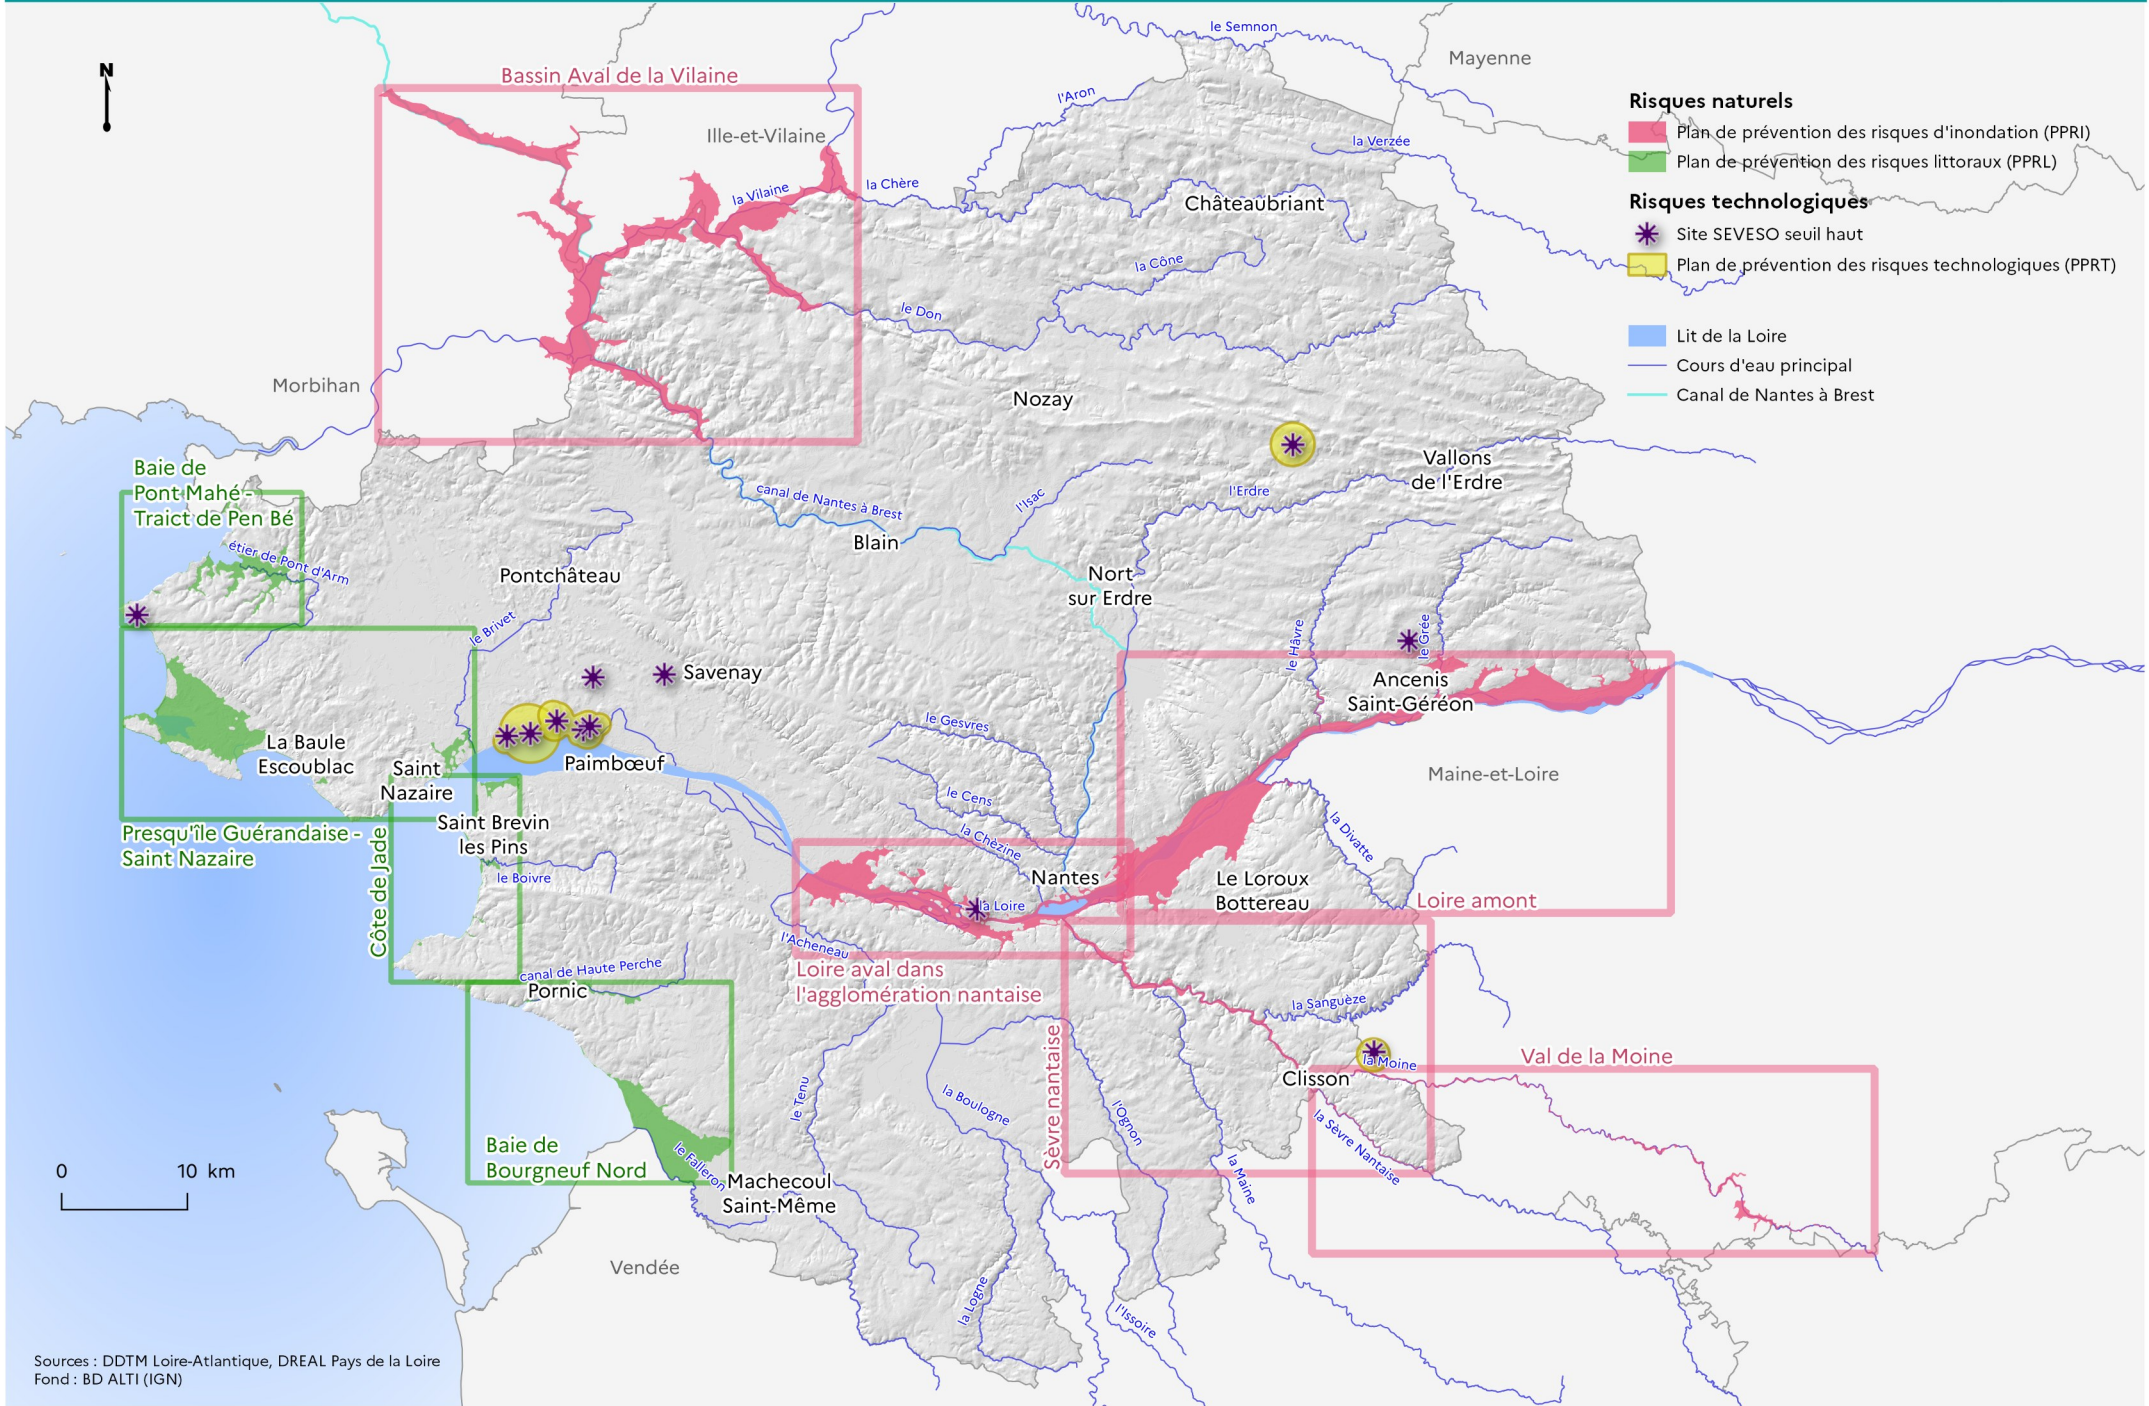 N
Bassin Aval de la Vilaine
le Semnon
Mayenne
l'Aron
Ille-et-Vilaine
la Verzée
la Vilaine
la Chère
Châteaubriant
la Cône
le Don
Risques naturels
Plan de prévention des risques d'inondation (PPRI)
Plan de prévention des risques littoraux (PPRL)
Risques technologiques
Site SEVESO seuil haut
Plan de prévention des risques technologiques (PPRT)
Lit de la Loire
Cours d'eau principal
Canal de Nantes à Brest
Morbihan
Nozay
Baie de
Pont Mahé -
Traict de Pen Bé
étier de Pont d'Arm
Vallons
de l'Erdre
l'Erdre
canal de Nantes à Brest
l'Isac
Blain
Pontchâteau
Nort
sur Erdre
le Brivet
le Hâvre
le Grée
Savenay
Ancenis
Saint-Géréon
le Gesvres
La Baule
Escoublac
Saint
Nazaire
Paimbœuf
Maine-et-Loire
le Cens
la Chèzine
la Divatte
Presqu'île Guérandaise -
Saint Nazaire
Saint Brevin
les Pins
le Boivre
Côte de Jade
Nantes
la Loire
Le Loroux
Bottereau
Loire amont
l'Acheneau
Loire aval dans
l'agglomération nantaise
canal de Haute Perche
Pornic
la Sanguèze
Sèvre nantaise
la Moine
Val de la Moine
Clisson
le Tenu
la Boulogne
l'Ognon
la Sèvre Nantaise
la Maine
Baie de
Bourgneuf Nord
le Falleron
Machecoul
Saint-Même
0 10 km
Vendée
la Logne
l'Issoire
Sources : DDTM Loire-Atlantique, DREAL Pays de la Loire
Fond : BD ALTI (IGN)